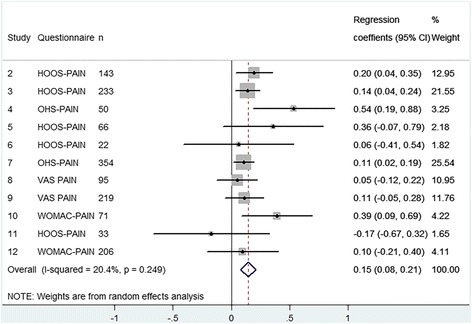 Regression %
Study Questionnaire n coeffients (95% CI) Weight
2 HOOS-PAIN 143 0.20 (0.04, 0.35) 12.95
3 HOOS-PAIN 233 0.14 (0.04, 0.24) 21.55
4 OHS-PAIN 50 0.54 (0.19, 0.88) 3.25
5 HOOS-PAIN 66 0.36 (-0.07, 0.79) 2.18
6 HOOS-PAIN 22 0.06 (-0.41, 0.54) 1.82
7 OHS-PAIN 354 0.11 (0.02, 0.19) 25.54
8 VAS PAIN 95 0.05 (-0.12, 0.22) 10.95
9 VAS PAIN 219 0.11 (-0.05, 0.28) 11.76
10 WOMAC-PAIN 71 0.39 (0.09, 0.69) 4.22
11 HOOS-PAIN 33 -0.17 (-0.67, 0.32) 1.65
12 WOMAC-PAIN 206 0.10 (-0.21, 0.40) 4.11
Overall (I-squared = 20.4%, p = 0.249) 0.15 (0.08, 0.21) 100.00
NOTE: Weights are from random effects analysis
-1 -.5 0 .5 1